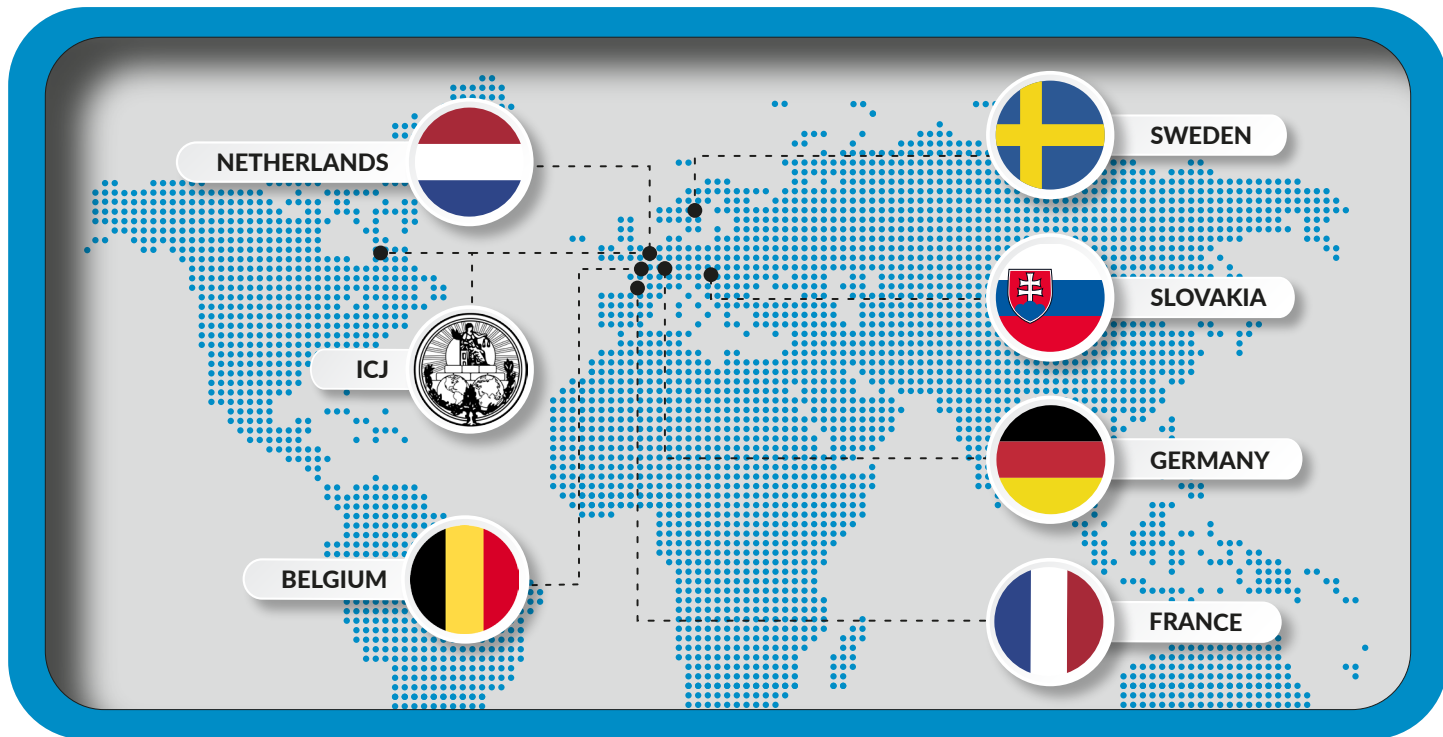 NETHERLANDS
SWEDEN
SLOVAKIA
ICJ
GERMANY
BELGIUM
FRANCE